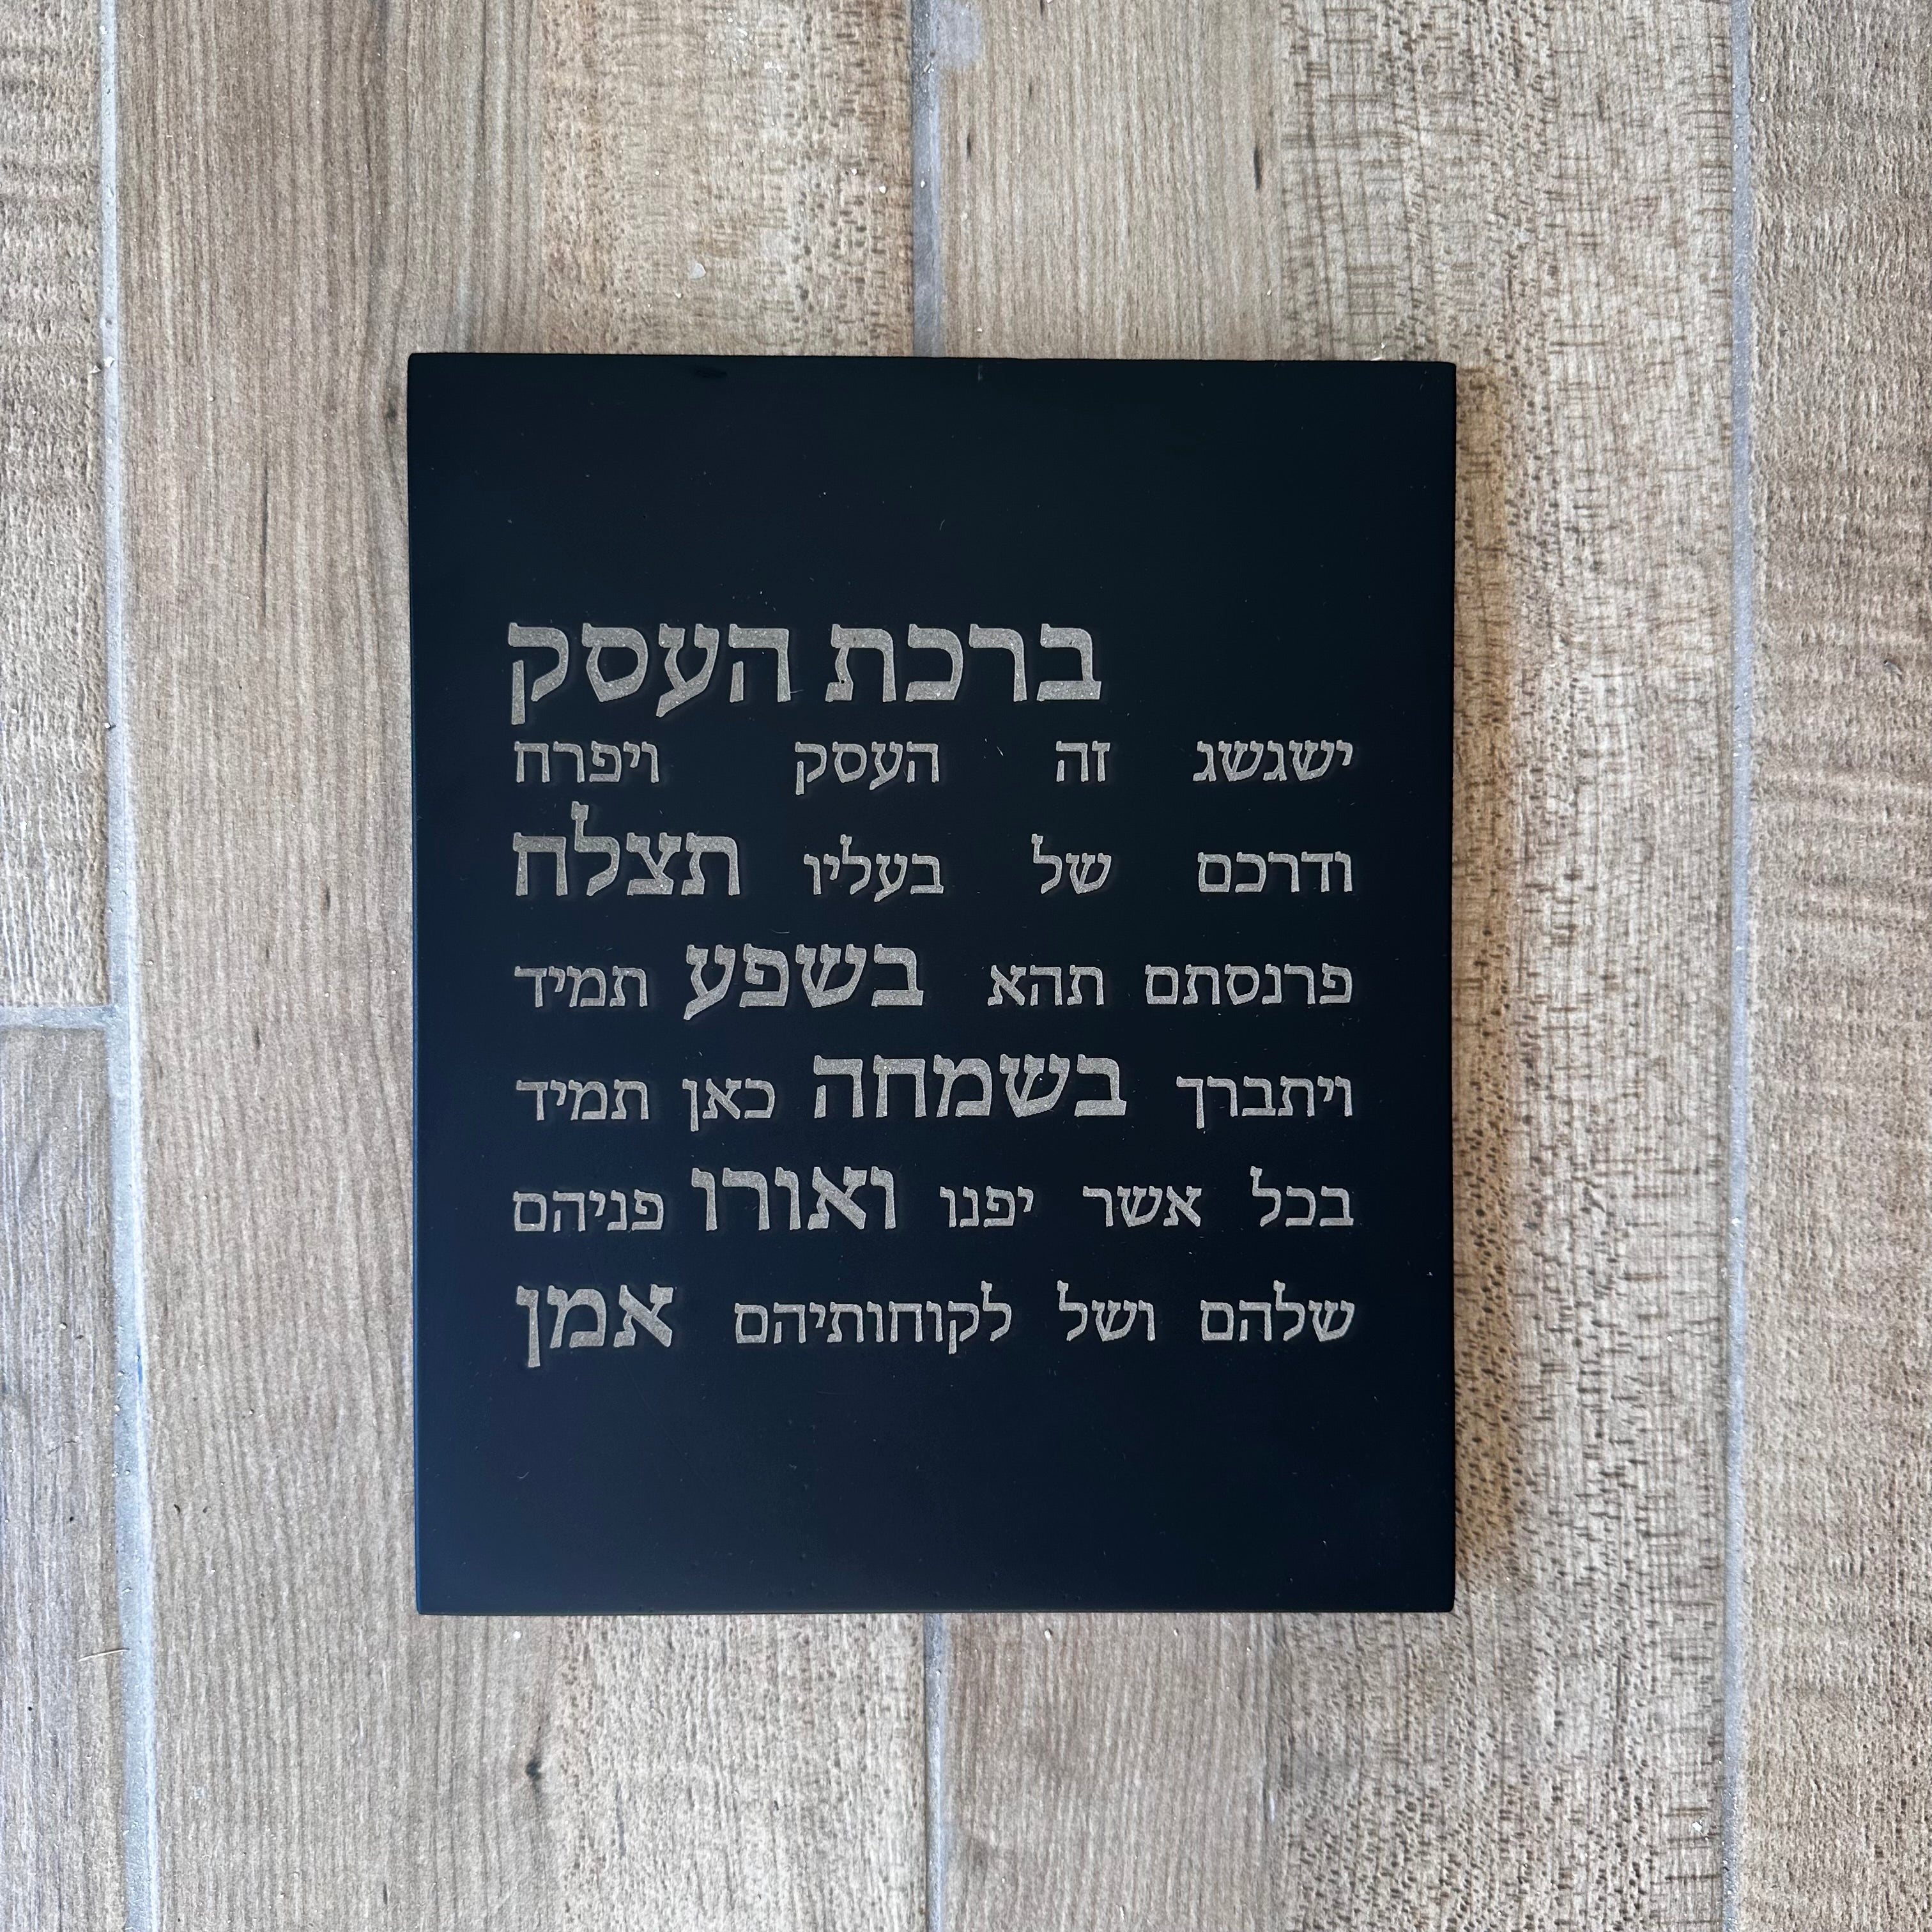 ברכת העסק
ישגשג זה העסק ויפרח
ודרכם של בעליו תצלח
פרנסתם תהא בשפע תמיד
ויתברך בשמחה כאן תמיד
בכל אשר יפנו ואורו פניהם
שלהם ושל לקוחותיהם אמן